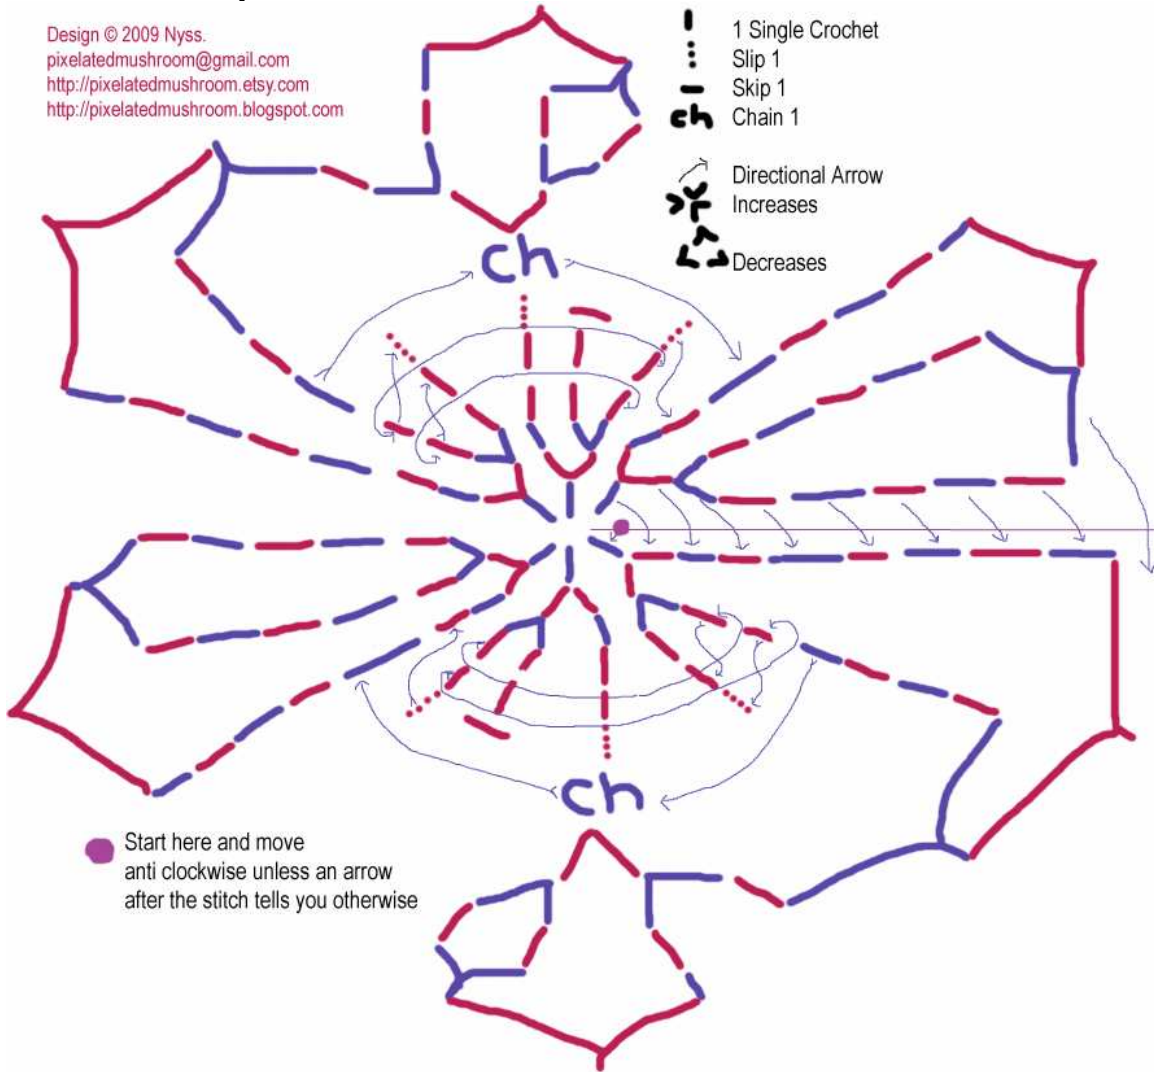 Design © 2009 Nyss.
pixelatedmushroom@gmail.com
http://pixelatedmushroom.etsy.com
http://pixelatedmushroom.blogspot.com
1 Single Crochet
Slip 1
Skip 1
ch Chain 1
Directional Arrow
Increases
Decreases
ch
ch
Start here and move
anti clockwise unless an arrow
after the stitch tells you otherwise